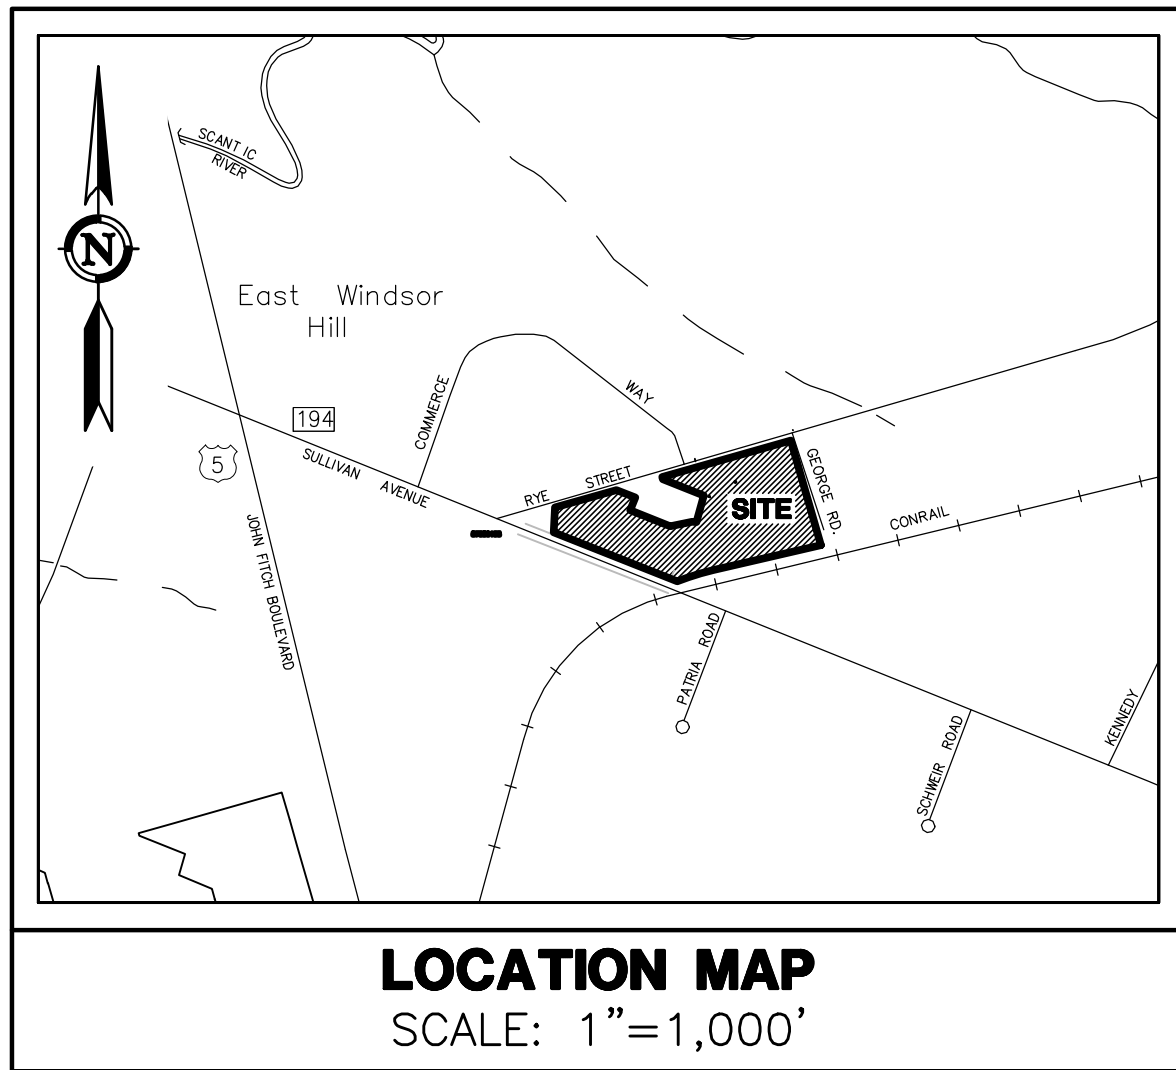 SCANTIC
RIVER
N
East Windsor
Hill
194
5
SULLIVAN AVENUE
COMMERCE
WAY
RYE STREET
SITE
GEORGE RD.
CONRAIL
JOHN FITCH BOULEVARD
PATRIA ROAD
SCHWEIR ROAD
KENNEDY
LOCATION MAP
SCALE: 1"=1,000'